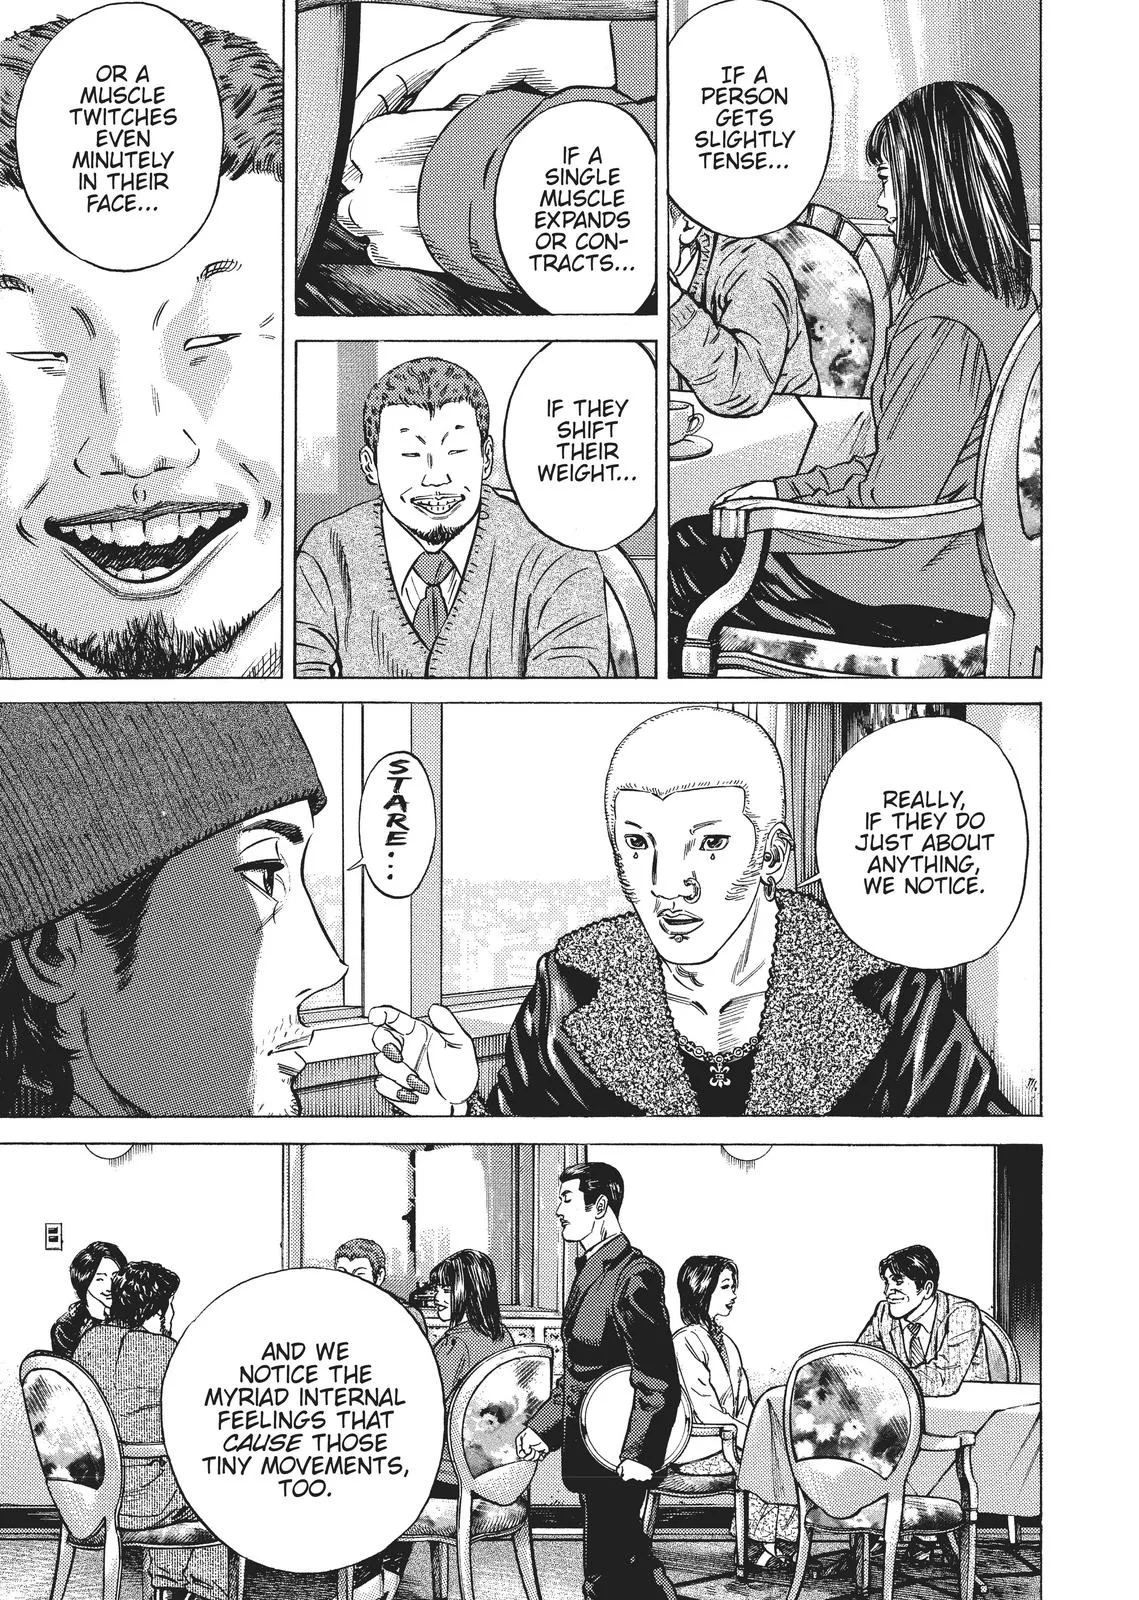 IF A
PERSON
GETS
SLIGHTLY
TENSE...
IF A
SINGLE
MUSCLE
EXPANDS
OR CON-
TRACTS...
IF THEY
SHIFT
THEIR
WEIGHT...
OR A
MUSCLE
TWITCHES
EVEN
MINUTELY
IN THEIR
FACE...
REALLY,
IF THEY DO
JUST ABOUT
ANYTHING,
WE NOTICE.
STARE...
AND WE
NOTICE THE
MYRIAD INTERNAL
FEELINGS THAT
CAUSE THOSE
TINY MOVEMENTS,
TOO.